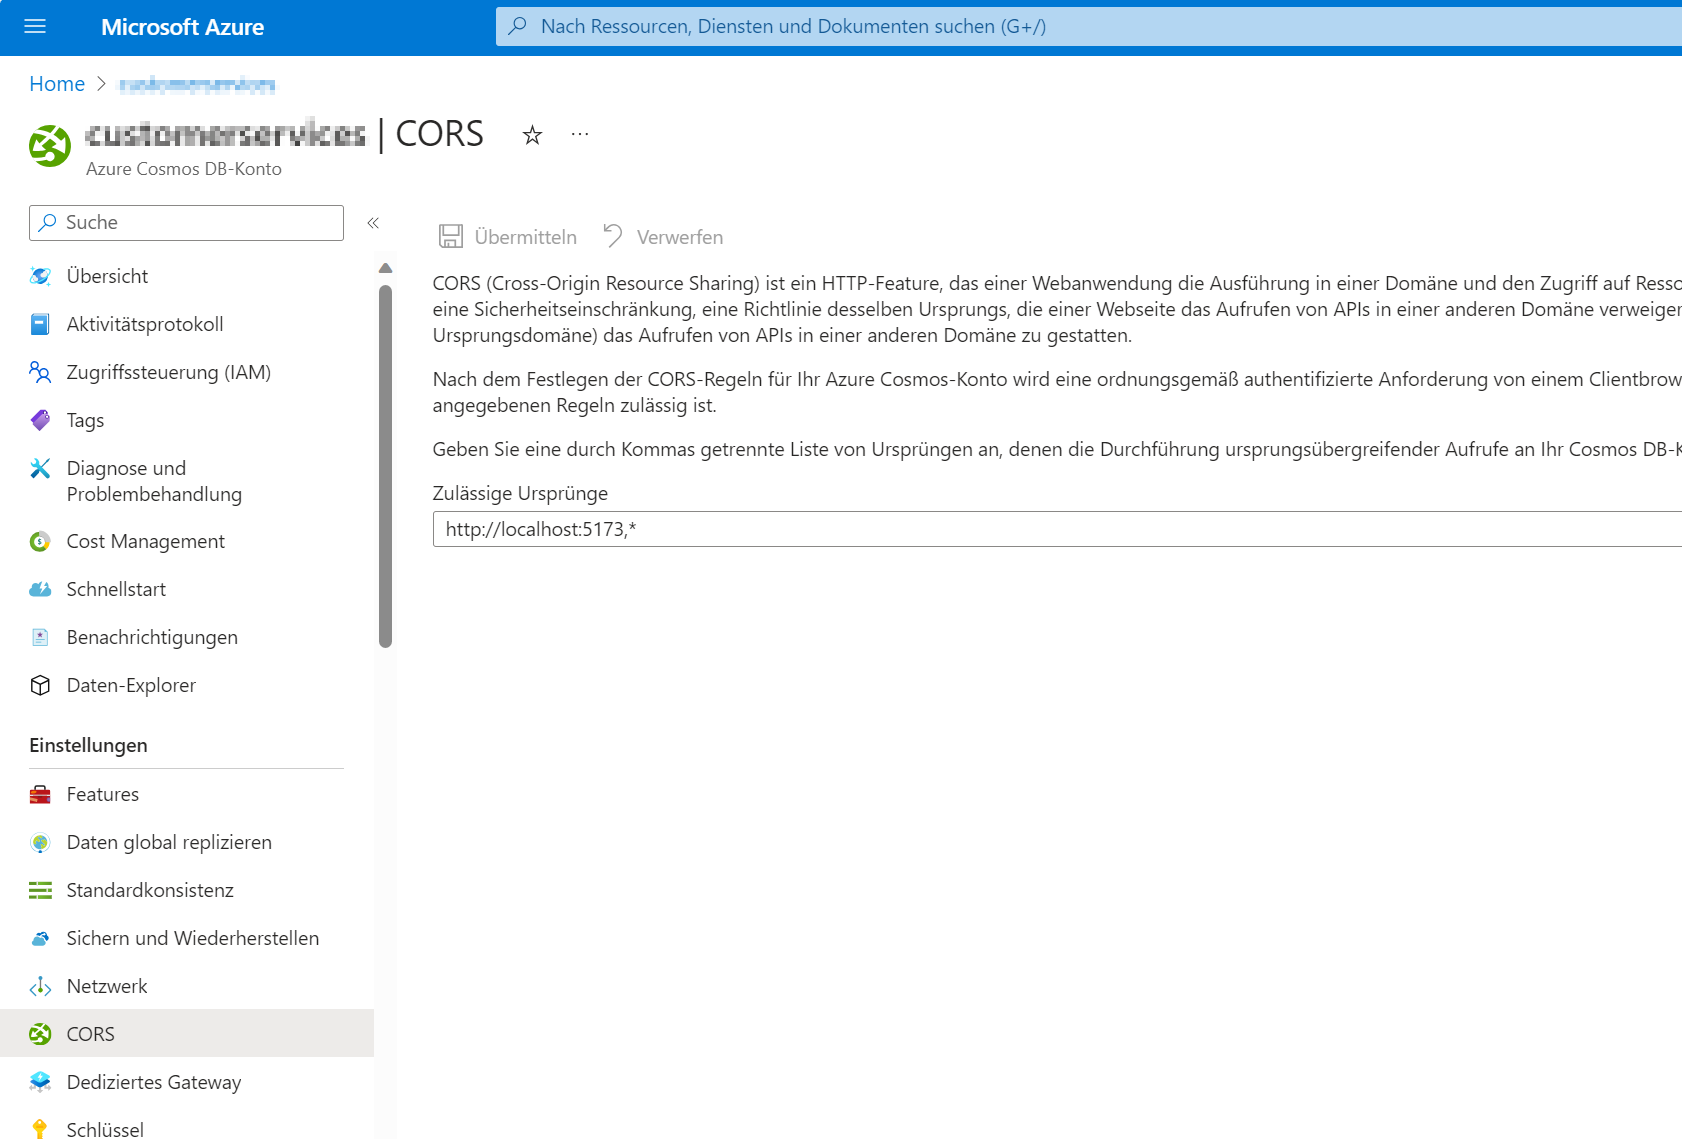 Microsoft Azure
Nach Ressourcen, Diensten und Dokumenten suchen (G+/)
Home > customerservices
customerservices | CORS ☆ ...
Azure Cosmos DB-Konto
Suche «
Übersicht
Aktivitätsprotokoll
Zugriffssteuerung (IAM)
Tags
Diagnose und
Problembehandlung
Cost Management
Schnellstart
Benachrichtigungen
Daten-Explorer
Einstellungen
Features
Daten global replizieren
Standardkonsistenz
Sichern und Wiederherstellen
Netzwerk
CORS
Dediziertes Gateway
Schlüssel
Übermitteln Verwerfen
CORS (Cross-Origin Resource Sharing) ist ein HTTP-Feature, das einer Webanwendung die Ausführung in einer Domäne und den Zugriff auf Resso
eine Sicherheitseinschränkung, eine Richtlinie desselben Ursprungs, die einer Webseite das Aufrufen von APIs in einer anderen Domäne verweiger
Ursprungsdomäne) das Aufrufen von APIs in einer anderen Domäne zu gestatten.
Nach dem Festlegen der CORS-Regeln für Ihr Azure Cosmos-Konto wird eine ordnungsgemäß authentifizierte Anforderung von einem Clientbrow
angegebenen Regeln zulässig ist.
Geben Sie eine durch Kommas getrennte Liste von Ursprüngen an, denen die Durchführung ursprungsübergreifender Aufrufe an Ihr Cosmos DB-K
Zulässige Ursprünge
http://localhost:5173,*